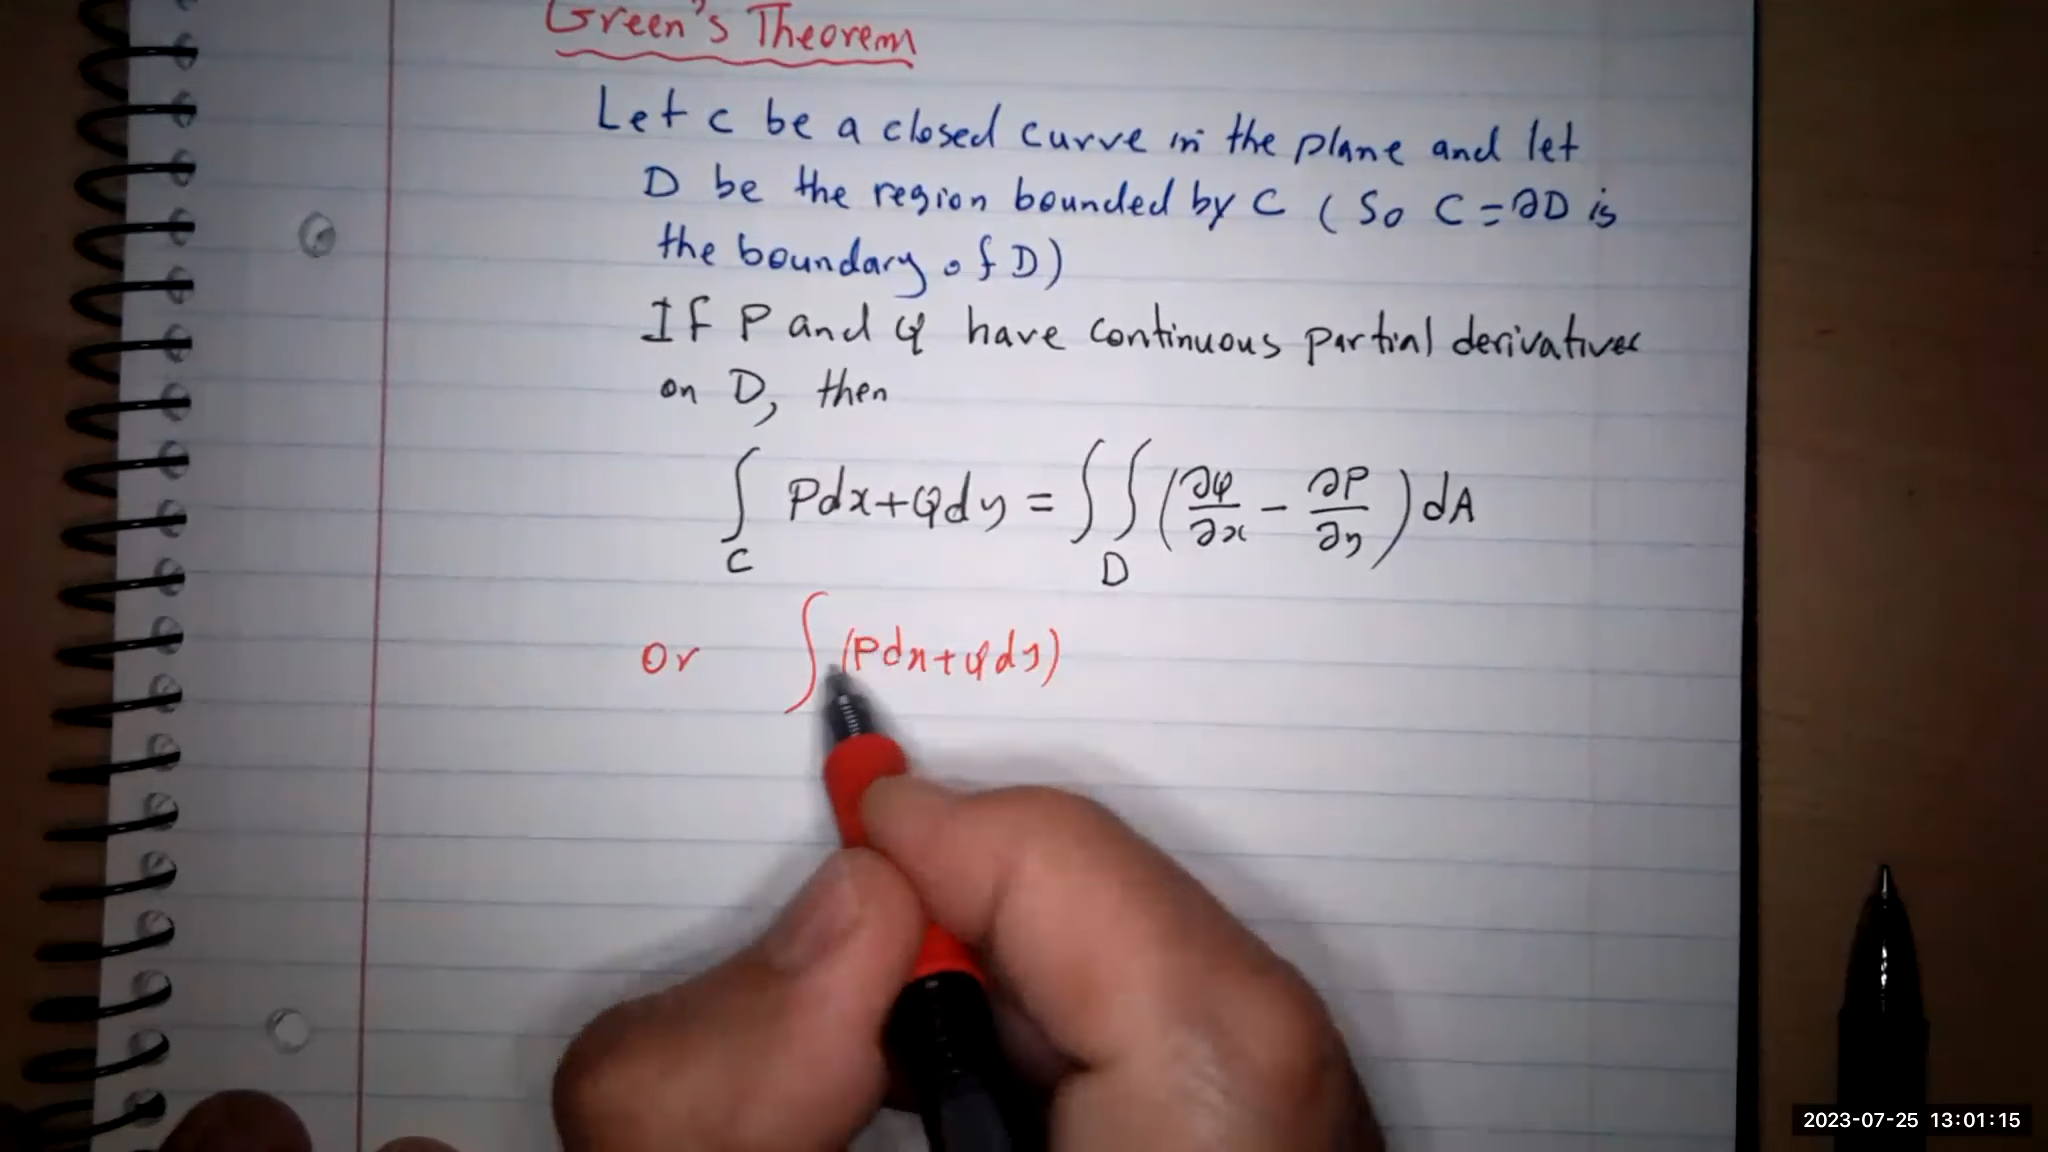 Green's Theorem
Let c be a closed curve in the plane and let
D be the region bounded by C (So C=∂D is
the boundary of D)
If P and Q have continuous partial derivatives
on D, then
∫_C Pdx+Qdy = ∫∫_D (∂Q/∂x - ∂P/∂y) dA
Or ∫(Pdx+Qdy)
2023-07-25 13:01:15